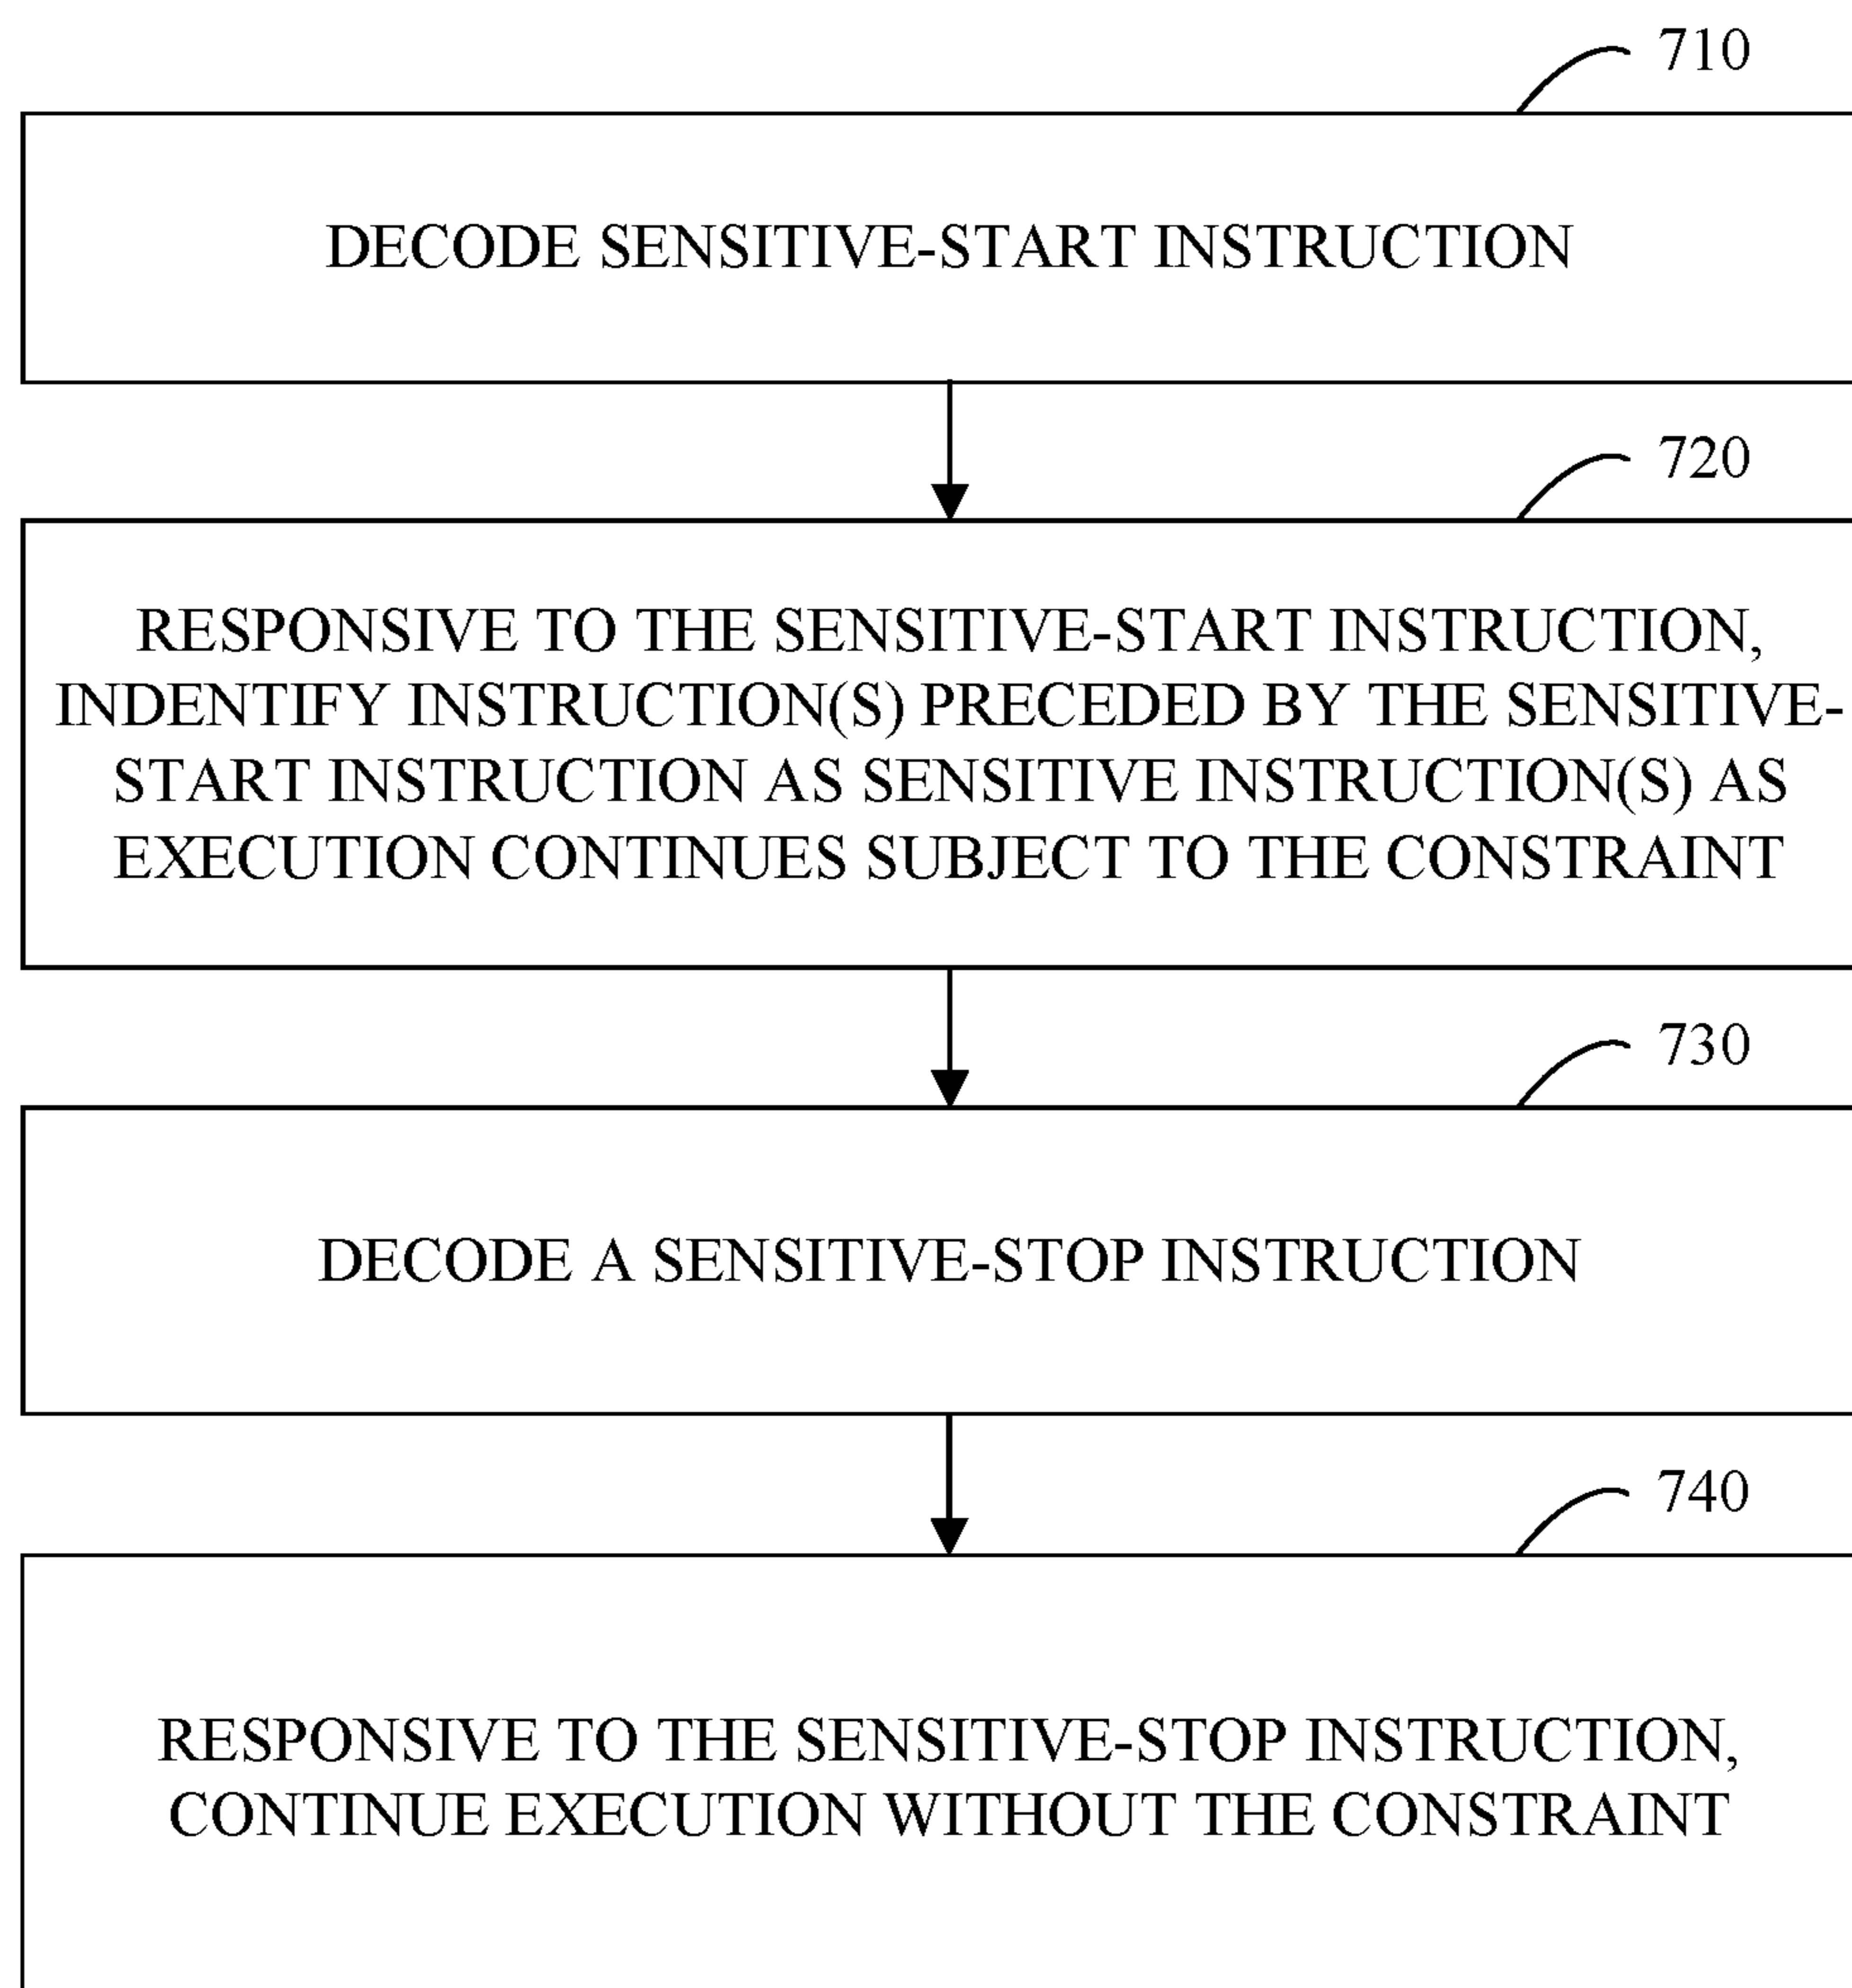 710
DECODE SENSITIVE-START INSTRUCTION
720
RESPONSIVE TO THE SENSITIVE-START INSTRUCTION,
INDENTIFY INSTRUCTION(S) PRECEDED BY THE SENSITIVE-
START INSTRUCTION AS SENSITIVE INSTRUCTION(S) AS
EXECUTION CONTINUES SUBJECT TO THE CONSTRAINT
730
DECODE A SENSITIVE-STOP INSTRUCTION
740
RESPONSIVE TO THE SENSITIVE-STOP INSTRUCTION,
CONTINUE EXECUTION WITHOUT THE CONSTRAINT